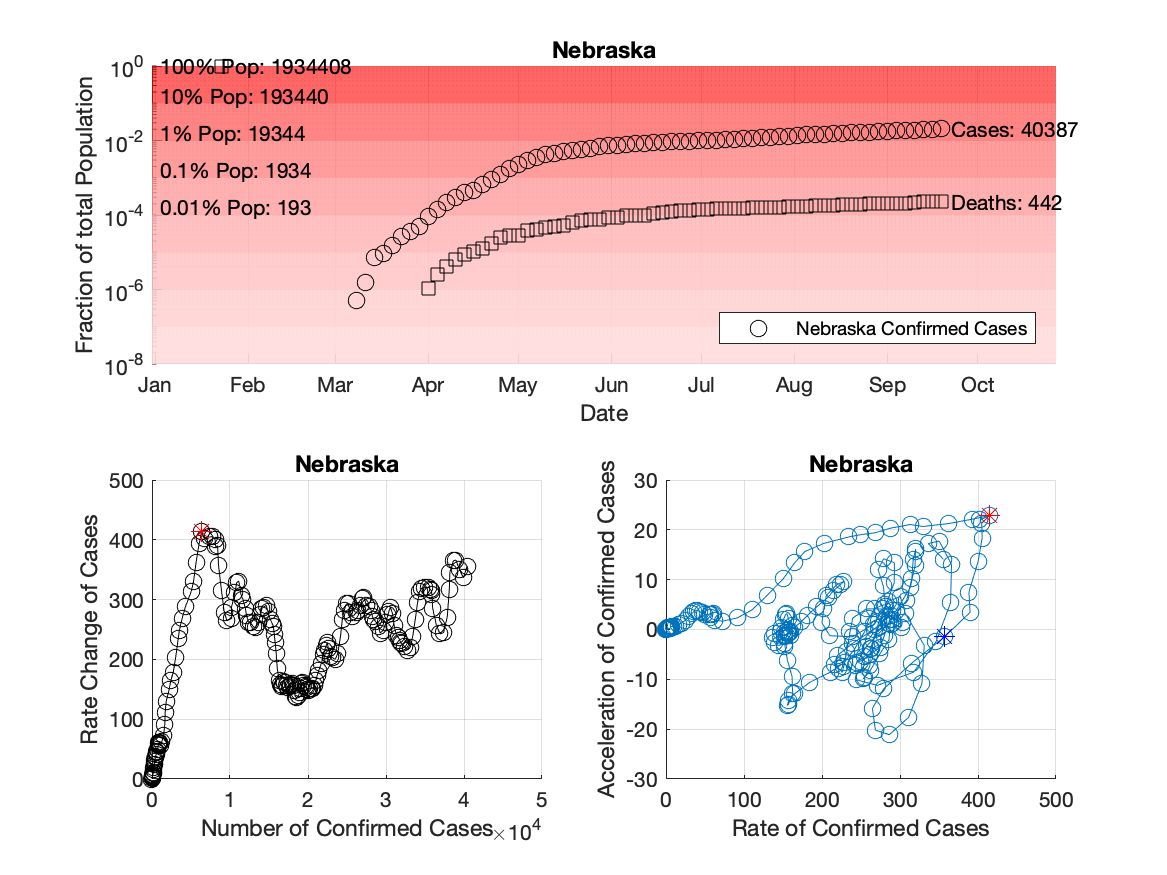 Nebraska
Fraction of total Population
10^0
10^-2
10^-4
10^-6
10^-8
100% Pop: 1934408
10% Pop: 193440
1% Pop: 19344
0.1% Pop: 1934
0.01% Pop: 193
Cases: 40387
Deaths: 442
Nebraska Confirmed Cases
Jan Feb Mar Apr May Jun Jul Aug Sep Oct
Date
Nebraska
Rate Change of Cases
500
400
300
200
100
0
0 1 2 3 4 5
Number of Confirmed Cases ×10^4
Nebraska
Acceleration of Confirmed Cases
30
20
10
0
-10
-20
-30
0 100 200 300 400 500
Rate of Confirmed Cases